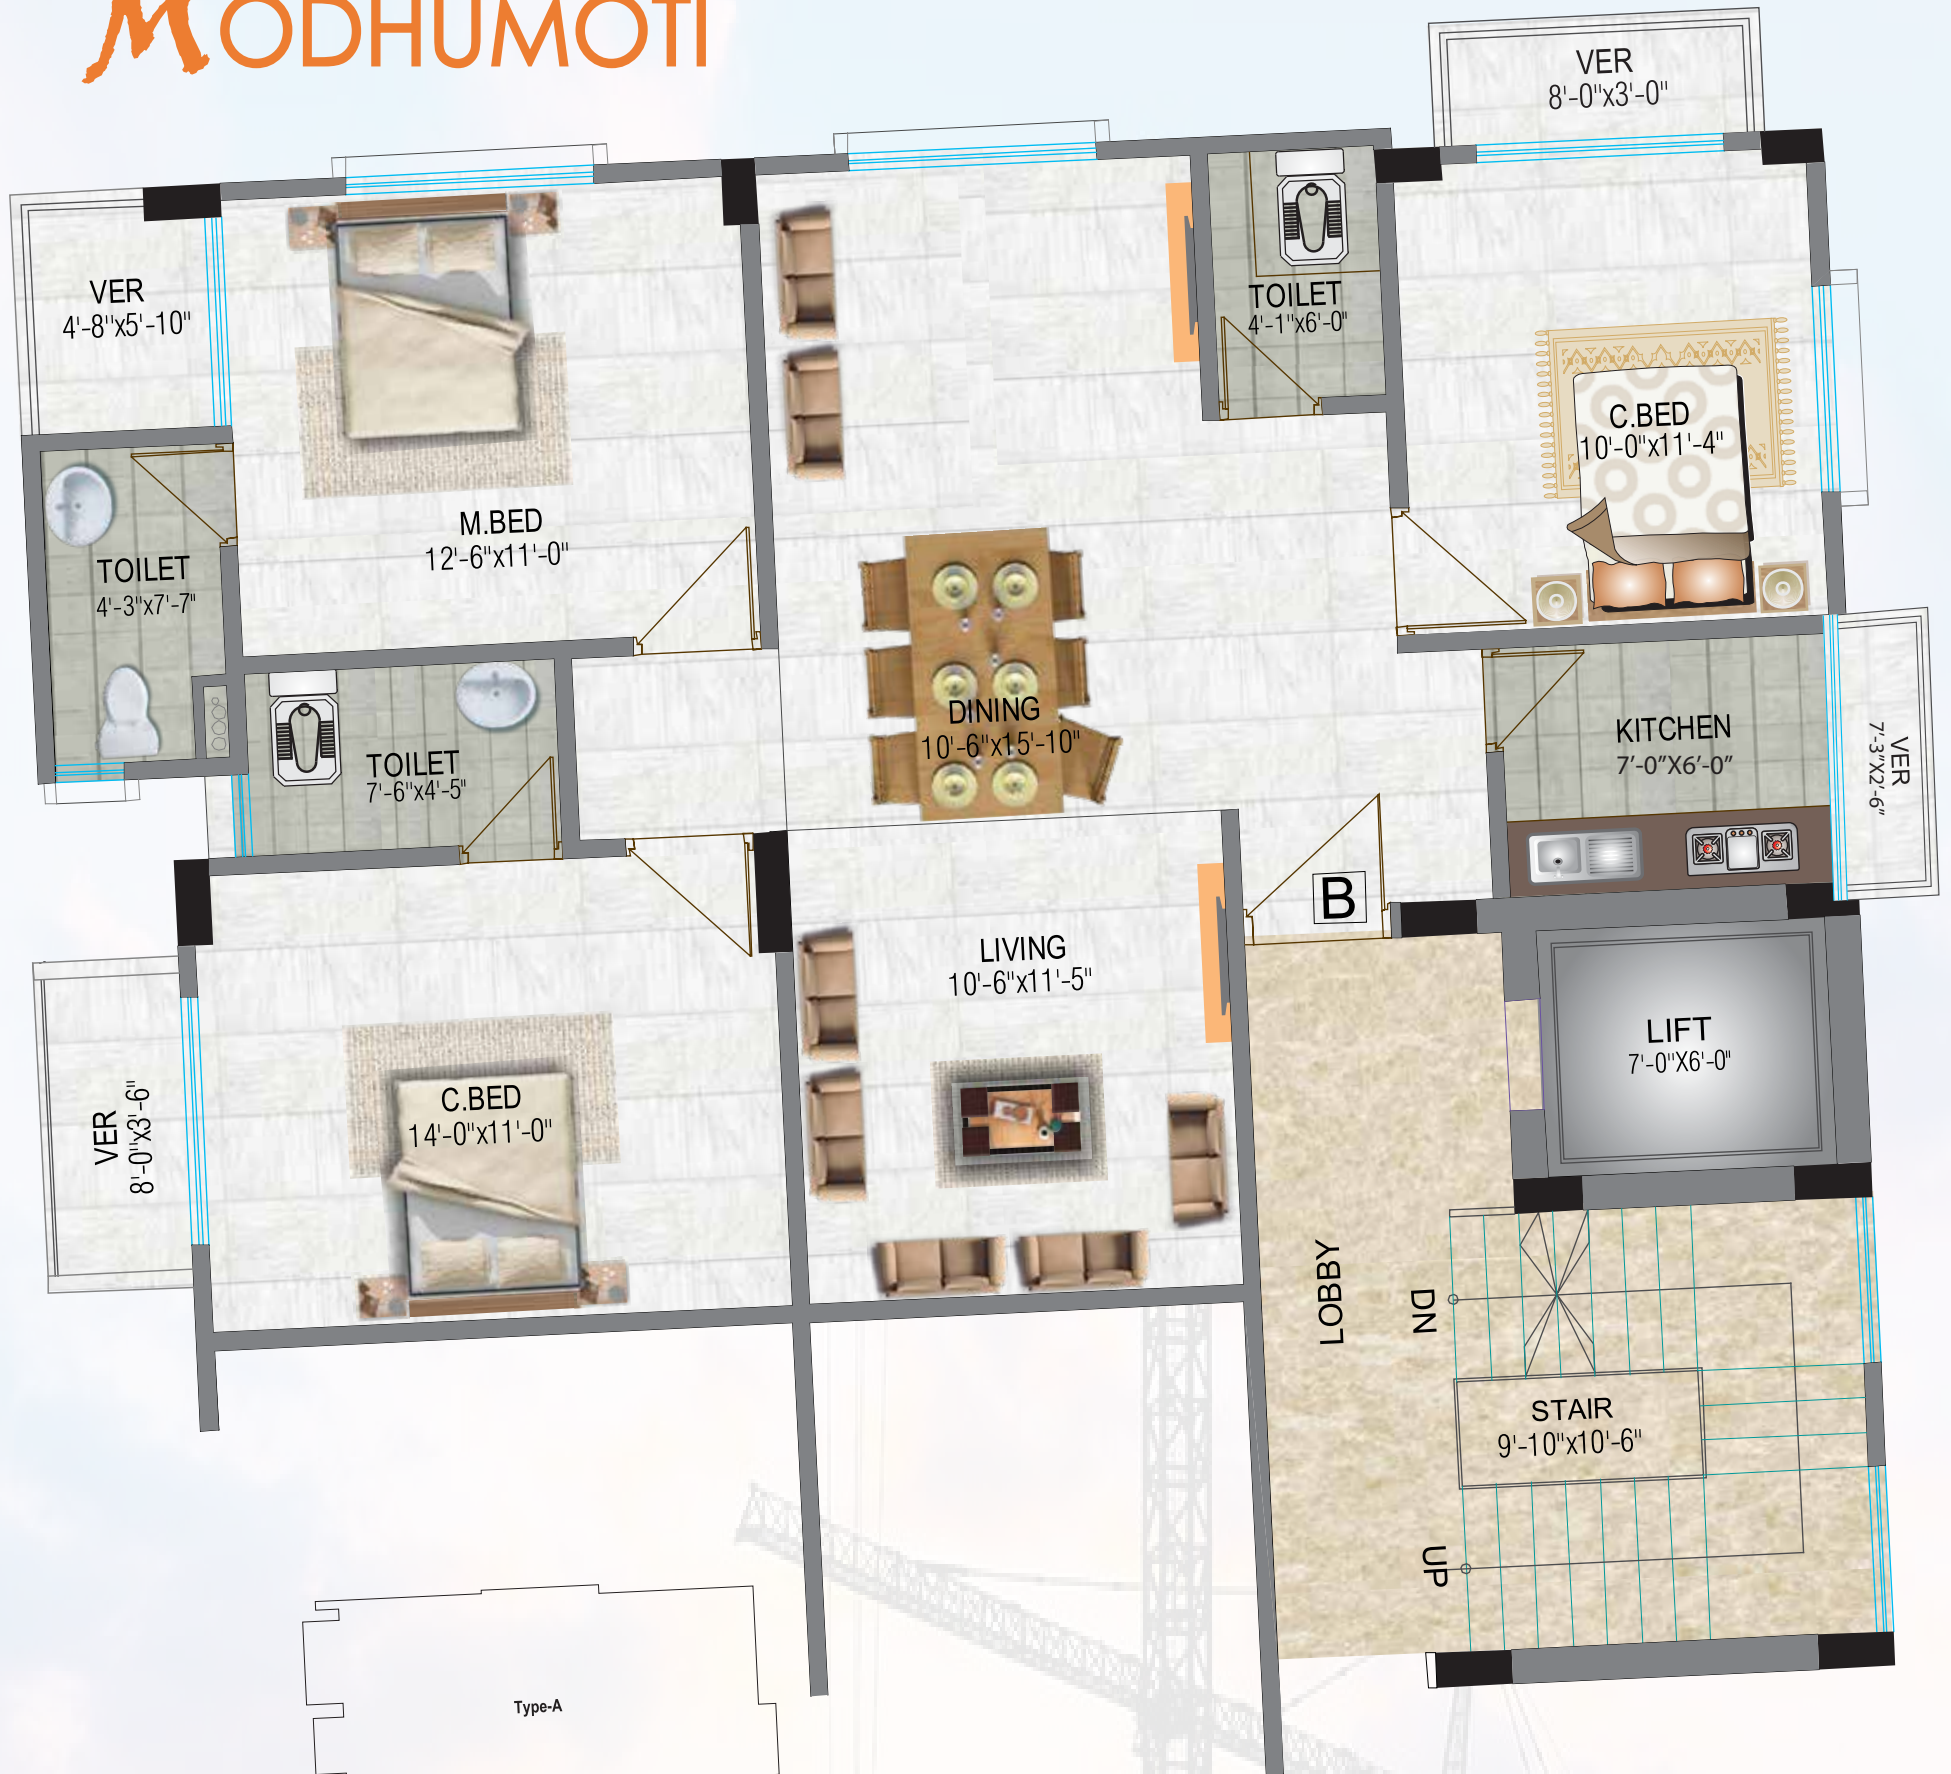 MODHUMOTI
VER
8'-0"x3'-0"
VER
4'-8"x5'-10"
TOILET
4'-1"x6'-0"
C.BED
10'-0"x11'-4"
M.BED
12'-6"x11'-0"
TOILET
4'-3"x7'-7"
DINING
10'-6"x15'-10"
KITCHEN
7'-0"X6'-0"
VER
7'-3"X2'-6"
TOILET
7'-6"x4'-5"
B
LIVING
10'-6"x11'-5"
LIFT
7'-0"X6'-0"
C.BED
14'-0"x11'-0"
VER
8'-0"x3'-6"
LOBBY
DN
STAIR
9'-10"x10'-6"
UP
Type-A